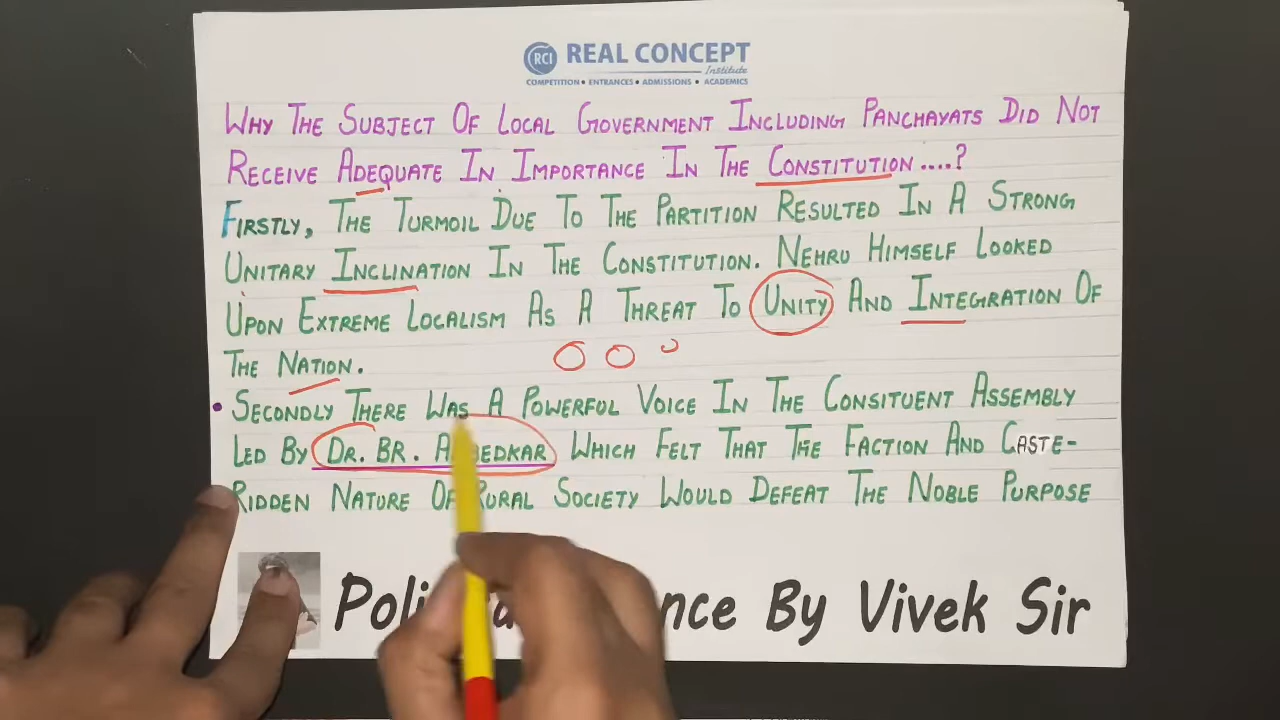 RCI REAL CONCEPT
Institute
COMPETITION • ENTRANCES • ADMISSIONS • ACADEMICS
WHY THE SUBJECT OF LOCAL GOVERNMENT INCLUDING PANCHAYATS DID NOT
RECEIVE ADEQUATE IN IMPORTANCE IN THE CONSTITUTION....?
FIRSTLY, THE TURMOIL DUE TO THE PARTITION RESULTED IN A STRONG
UNITARY INCLINATION IN THE CONSTITUTION. NEHRU HIMSELF LOOKED
UPON EXTREME LOCALISM AS A THREAT TO UNITY AND INTEGRATION OF
THE NATION.
• SECONDLY THERE WAS A POWERFUL VOICE IN THE CONSITUENT ASSEMBLY
LED BY DR. BR. A EDKAR WHICH FELT THAT THE FACTION AND CASTE-
RIDDEN NATURE OF RURAL SOCIETY WOULD DEFEAT THE NOBLE PURPOSE
By Vivek Sir